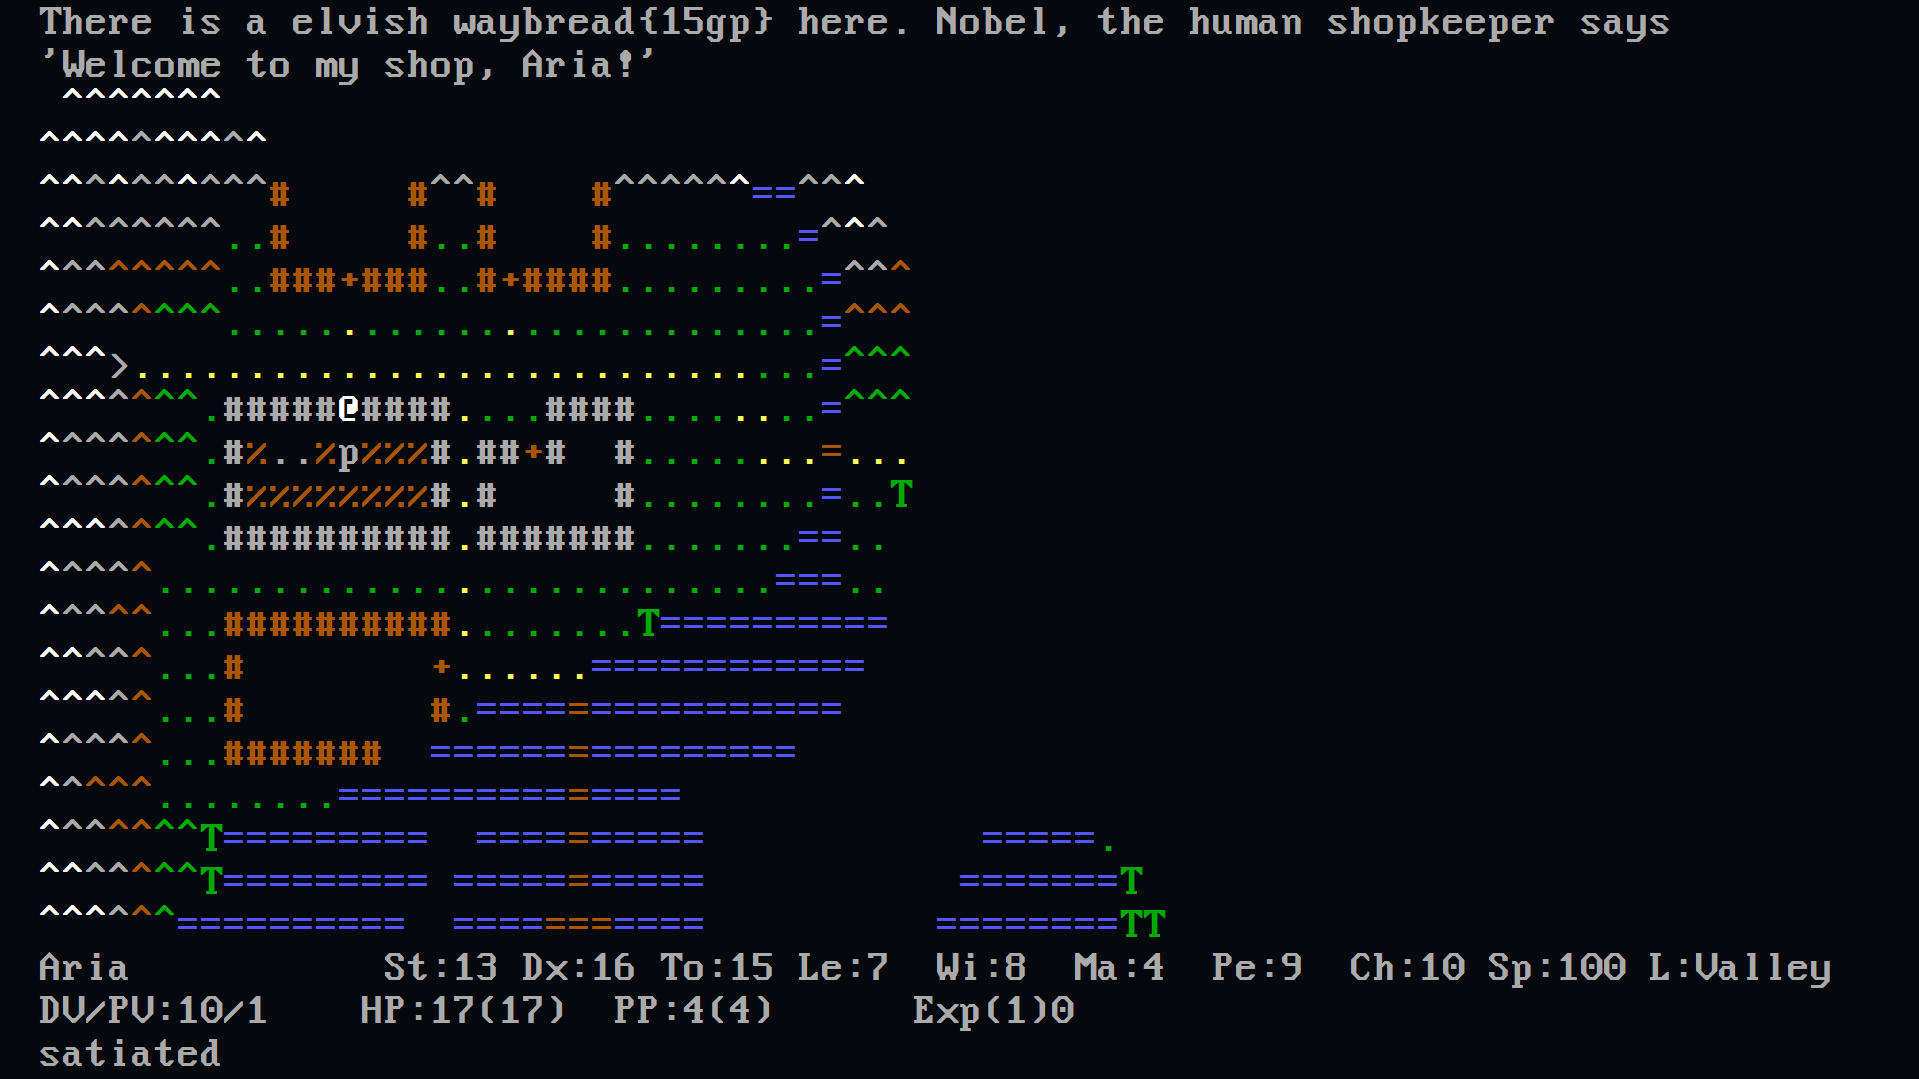 There is a elvish waybread{15gp} here. Nobel, the human shopkeeper says
'Welcome to my shop, Aria!'
Aria St:13 Dx:16 To:15 Le:7 Wi:8 Ma:4 Pe:9 Ch:10 Sp:100 L:Valley
DV/PV:10/1 HP:17(17) PP:4(4) Exp(1)0
satiated